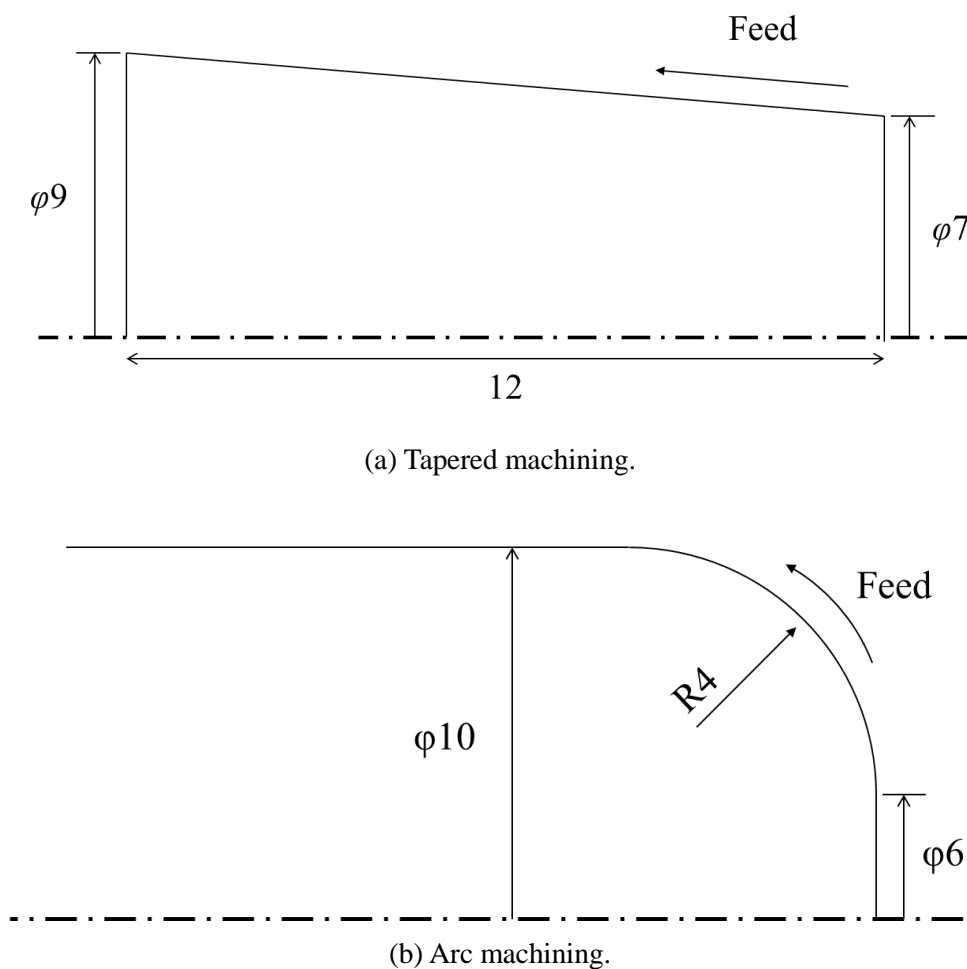 Feed
φ9
φ7
12
(a) Tapered machining.
Feed
R4
φ10
φ6
(b) Arc machining.